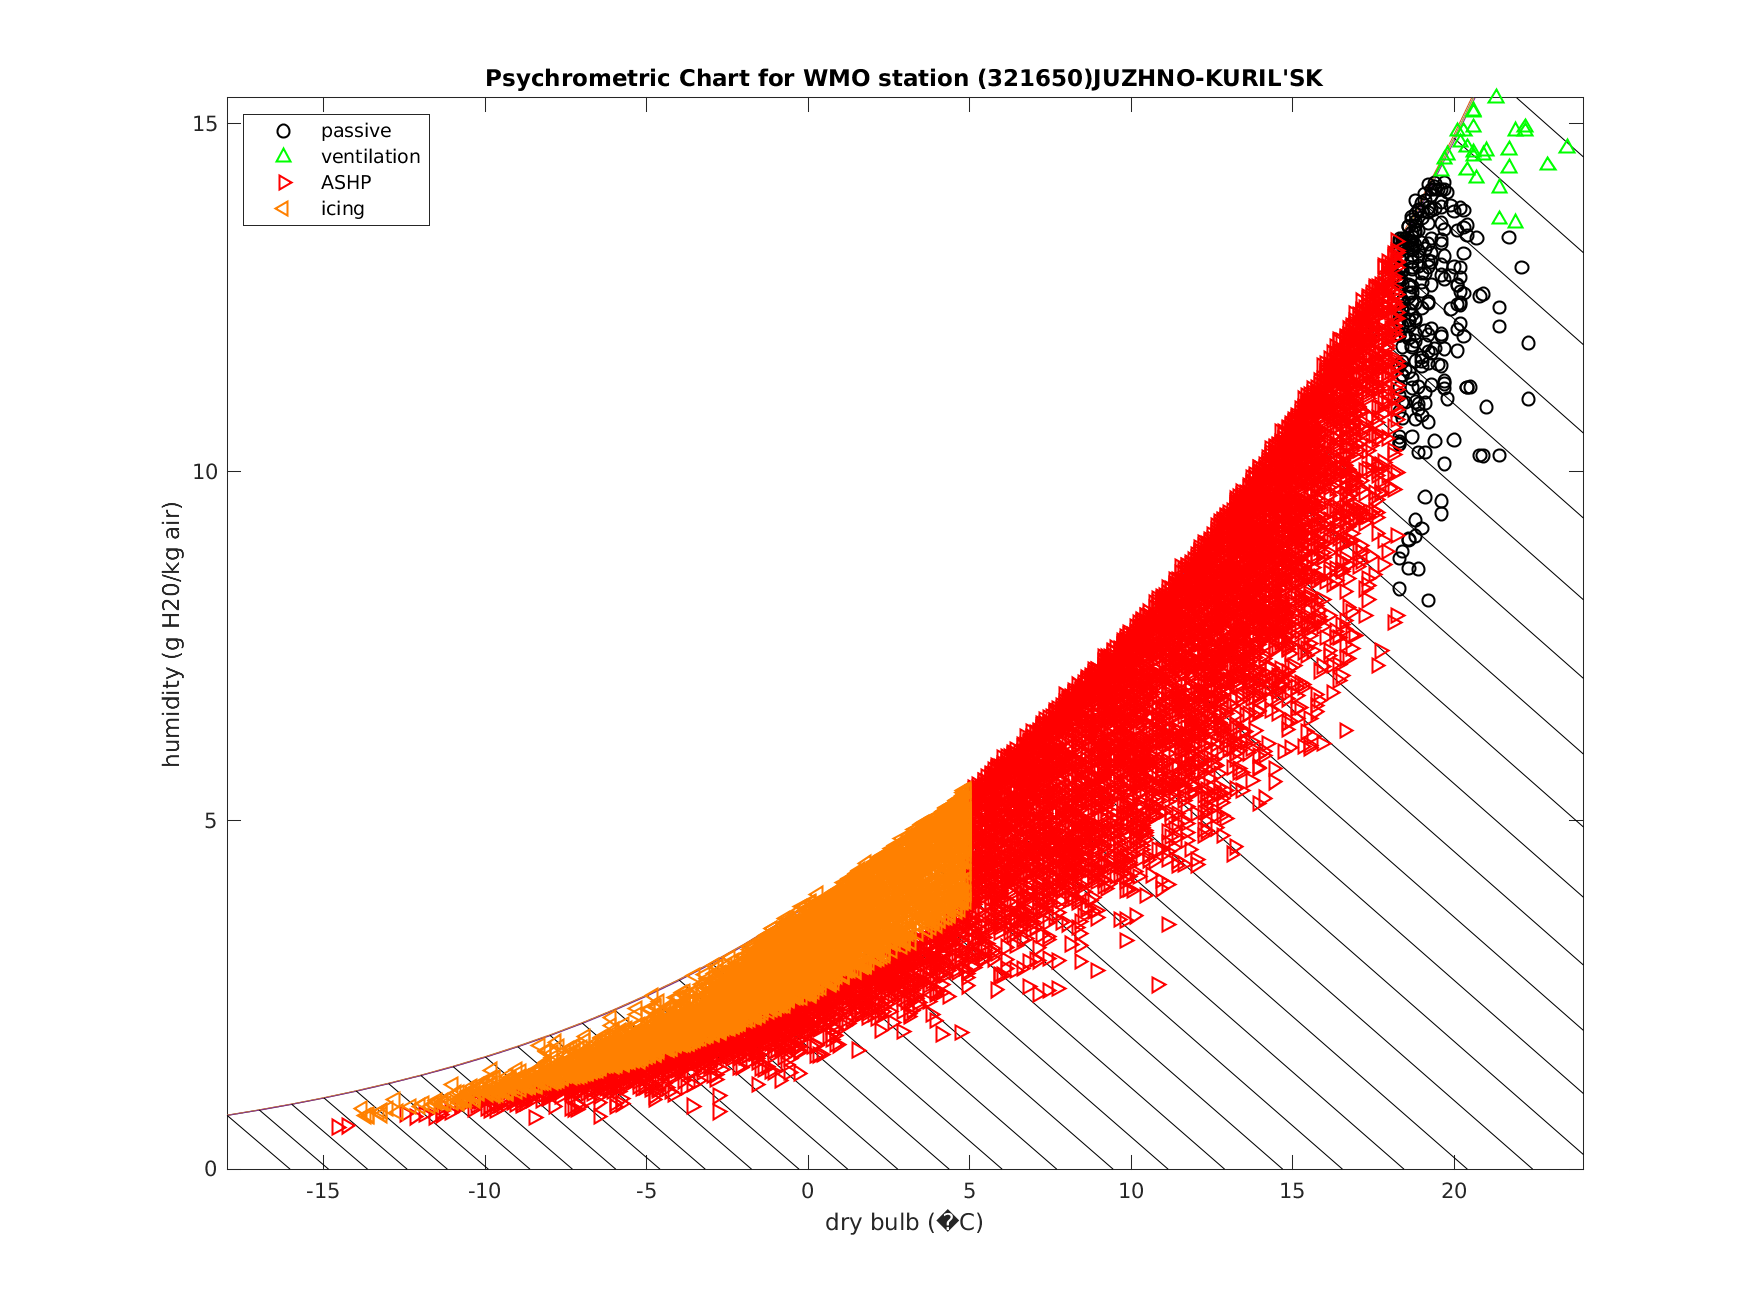 Psychrometric Chart for WMO station (321650)JUZHNO-KURIL'SK
passive
ventilation
ASHP
icing
humidity (g H20/kg air)
15
10
5
0
-15 -10 -5 0 5 10 15 20
dry bulb (�C)